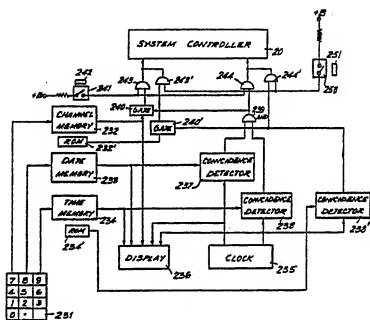 +B
SYSTEM CONTROLLER
20
251
250
242
+B
241
243
243'
244
244'
240
GATE
239
AND
CHANNEL MEMORY
232
GATE
240'
ROM
232'
DATE MEMORY
233
COINCIDENCE DETECTOR
237
TIME MEMORY
234
COINCIDENCE DETECTOR
238
COINCIDENCE DETECTOR
238'
ROM
234'
DISPLAY
236
CLOCK
235
7 8 9
4 5 6
1 2 3
0 •
231